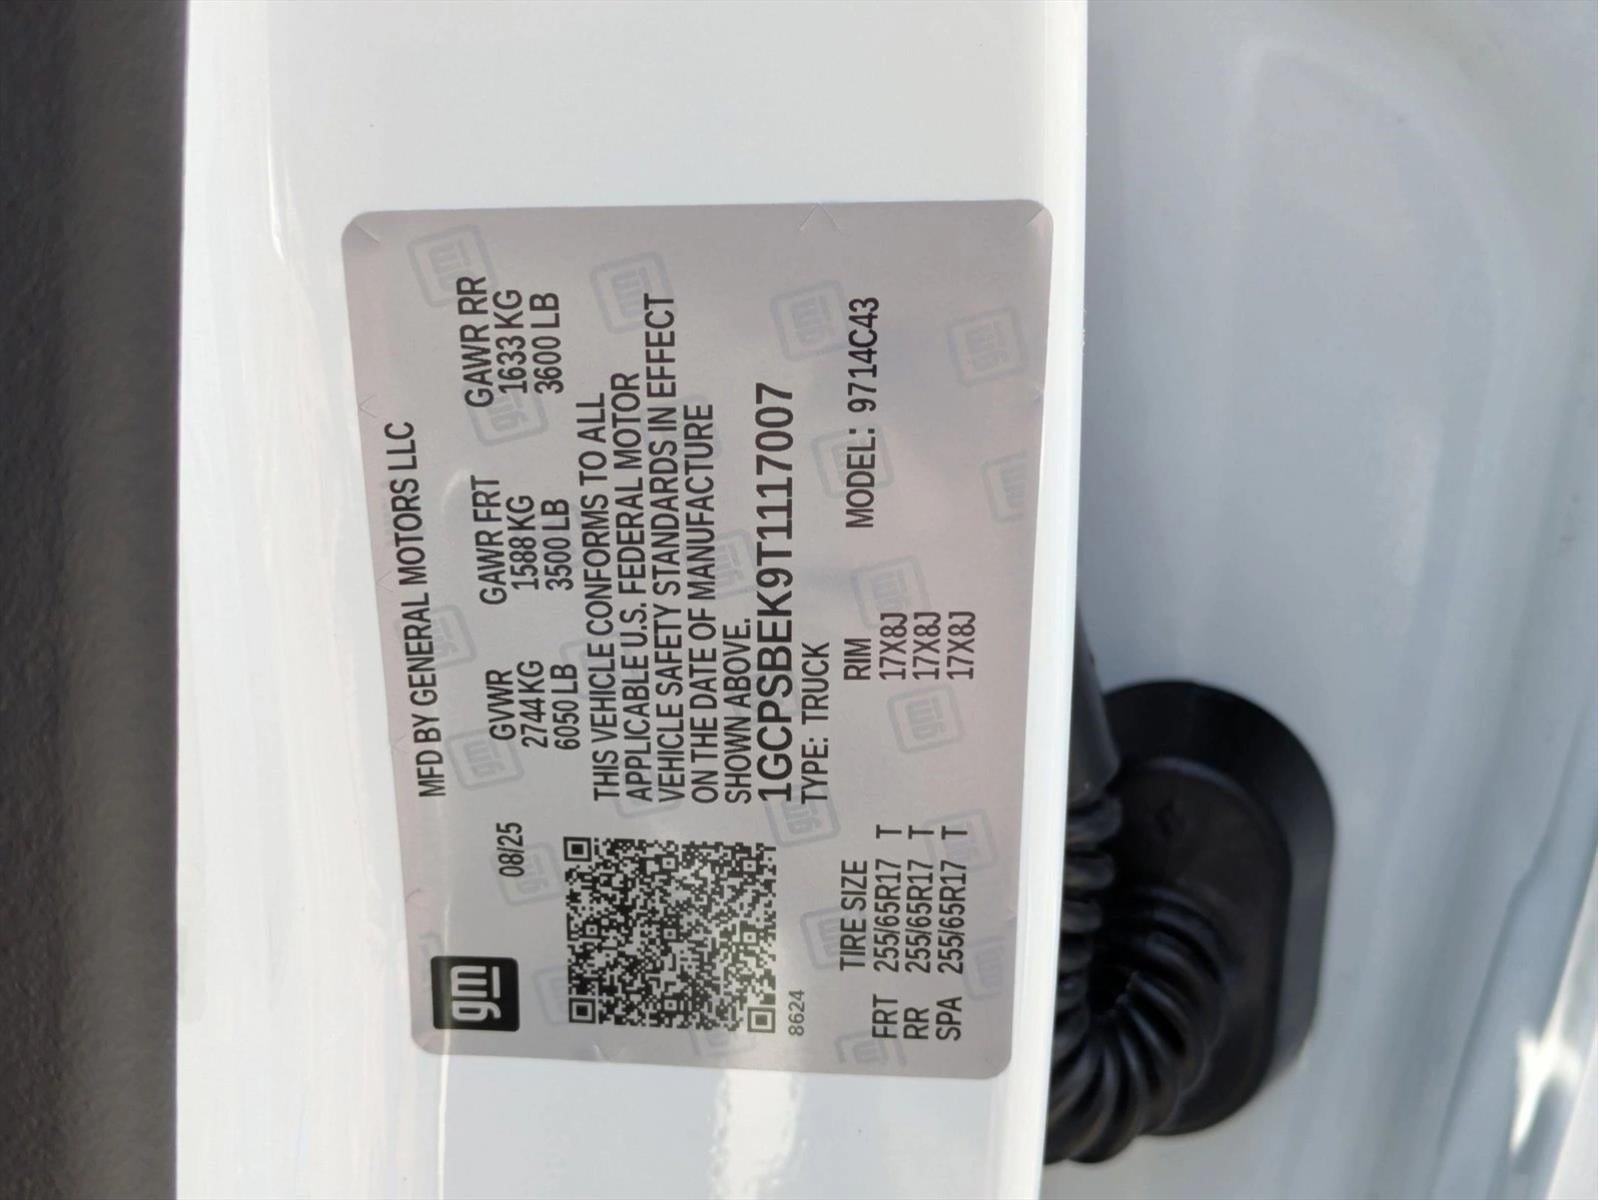 gm
MFD BY GENERAL MOTORS LLC
08/25
GVWR GAWR FRT GAWR RR
2744 KG 1588 KG 1633 KG
6050 LB 3500 LB 3600 LB
THIS VEHICLE CONFORMS TO ALL
APPLICABLE U.S. FEDERAL MOTOR
VEHICLE SAFETY STANDARDS IN EFFECT
ON THE DATE OF MANUFACTURE
SHOWN ABOVE.
1GCPSBEK9T1117007
8624
TYPE: TRUCK
TIRE SIZE RIM MODEL: 9714C43
FRT 255/65R17 T 17X8J
RR 255/65R17 T 17X8J
SPA 255/65R17 T 17X8J